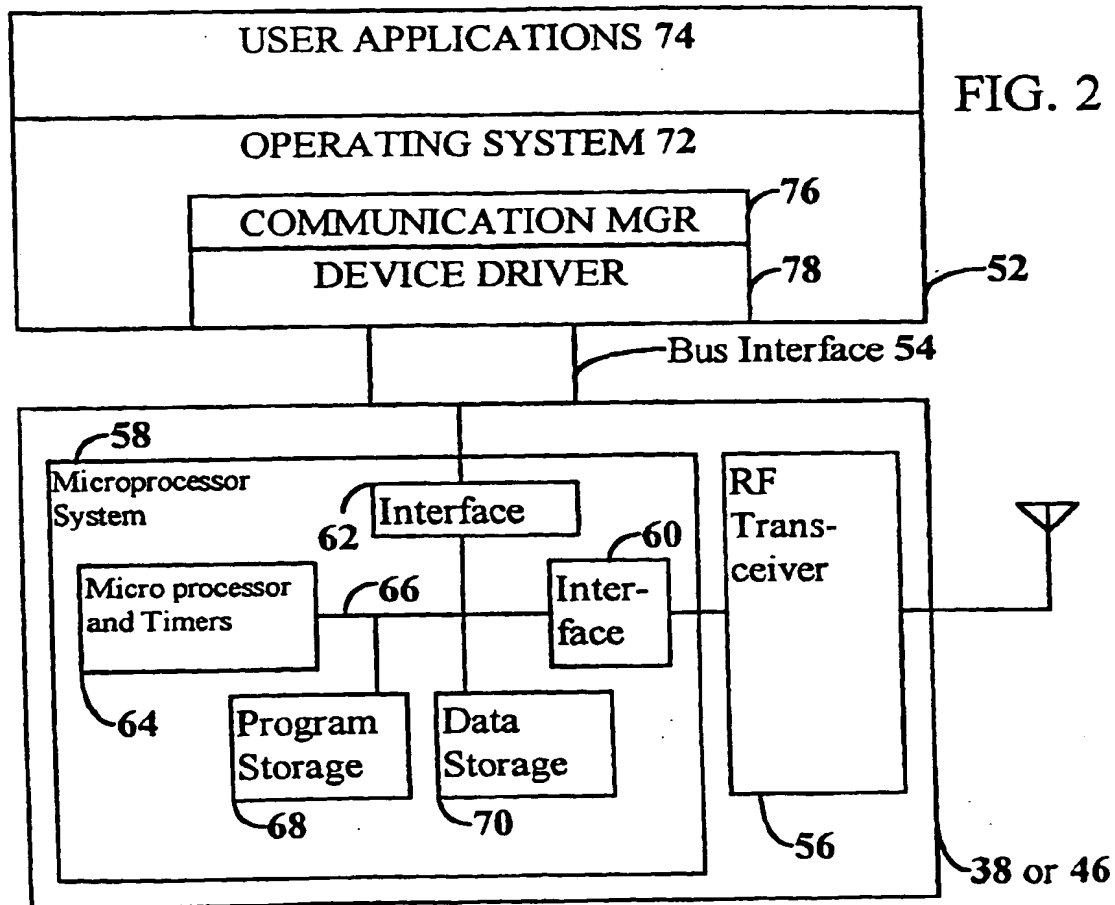 USER APPLICATIONS 74
FIG. 2
OPERATING SYSTEM 72
76
COMMUNICATION MGR
DEVICE DRIVER
78
52
Bus Interface 54
58
Microprocessor
System
62
Interface
60
RF
Trans-
ceiver
Micro processor
and Timers
66
Inter-
face
64
Program
Storage
Data
Storage
68
70
56
38 or 46